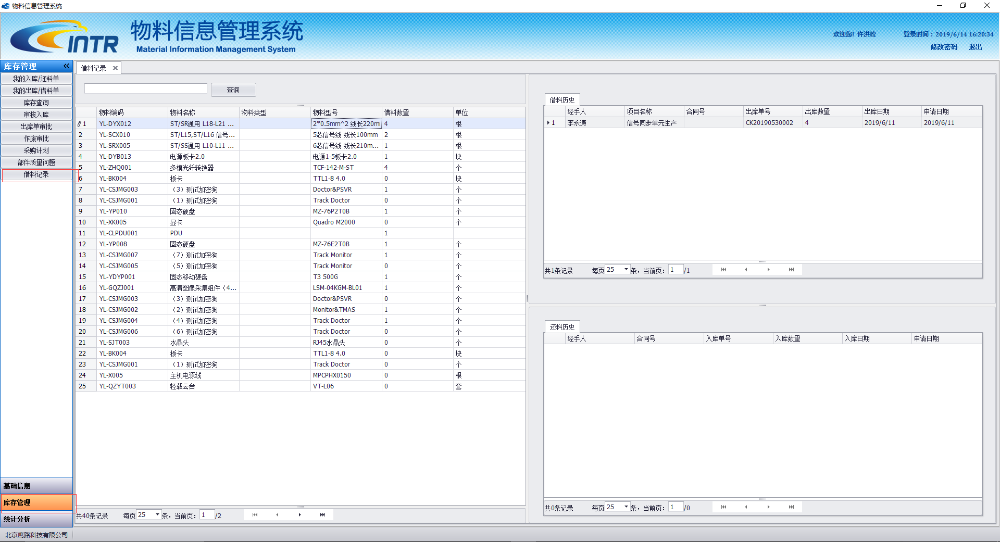 物料信息管理系统
INTR
物料信息管理系统
Material Information Management System
欢迎您! 许洪峰 登录时间：2019/6/14 16:20:34
修改密码 退出
库存管理
我的入库/还料单
我的出库/借料单
库存查询
审核入库
出库单审批
作废审批
采购计划
部件质量问题
借料记录
基础信息
库存管理
统计分析
北京鹰路科技有限公司
借料记录
查询
物料编码 物料名称 物料类型 物料型号 借料数量 单位
1 YL-DYX012 ST/SR通用 L18-L21 ... 2*0.5mm^2 线长220m 4 根
2 YL-SCX010 ST/L15,ST/L16 信号... 5芯信号线 线长100mm 2 根
3 YL-SRX005 ST/SS通用 L10-L11 ... 6芯信号线 线长210m... 1 根
4 YL-DYB013 电源板卡2.0 电源1-5板卡2.0 1 块
5 YL-ZHQ001 多模光纤转换器 TCF-142-M-ST 4 个
6 YL-BK004 板卡 TTL1-8 4.0 0 块
7 YL-CSJMG003 （3）测试加密狗 Doctor&PSVR 1 个
8 YL-CSJMG001 （1）测试加密狗 Track Doctor 0 个
9 YL-YP010 固态硬盘 MZ-76P2T0B 1 个
10 YL-XK005 显卡 Quadro M2000 0 个
11 YL-CLPDU001 PDU 1
12 YL-YP008 固态硬盘 MZ-76E2T0B 1 个
13 YL-CSJMG007 （7）测试加密狗 Track Monitor 1 个
14 YL-CSJMG005 （5）测试加密狗 Track Monitor 0 个
15 YL-YDYP001 固态移动硬盘 T3 500G 1 个
16 YL-GQZJ001 高清图像采集组件（4... LSM-04KGM-BL01 1 个
17 YL-CSJMG003 （3）测试加密狗 Doctor&PSVR 0 个
18 YL-CSJMG002 （2）测试加密狗 Monitor&TMAS 1 个
19 YL-CSJMG004 （4）测试加密狗 Track Doctor 1 个
20 YL-CSJMG006 （6）测试加密狗 Track Doctor 0 个
21 YL-SJT003 水晶头 RJ45水晶头 0 个
22 YL-BK004 板卡 TTL1-8 4.0 0 块
23 YL-CSJMG001 （1）测试加密狗 Track Doctor 0 个
24 YL-X005 主机电源线 MPCPHX0150 0 根
25 YL-QZYT003 轻载云台 VT-L06 0 套
共40条记录 每页 25 条，当前页： 1 /2
借料历史
经手人 项目名称 合同号 出库单号 出库数量 出库日期 申请日期
1 李永涛 信号同步单元生产 CK20190530002 4 2019/6/11 2019/6/11
共1条记录 每页 25 条，当前页： 1 /1
还料历史
经手人 合同号 入库单号 入库数量 入库日期 申请日期
共0条记录 每页 25 条，当前页： 1 /0